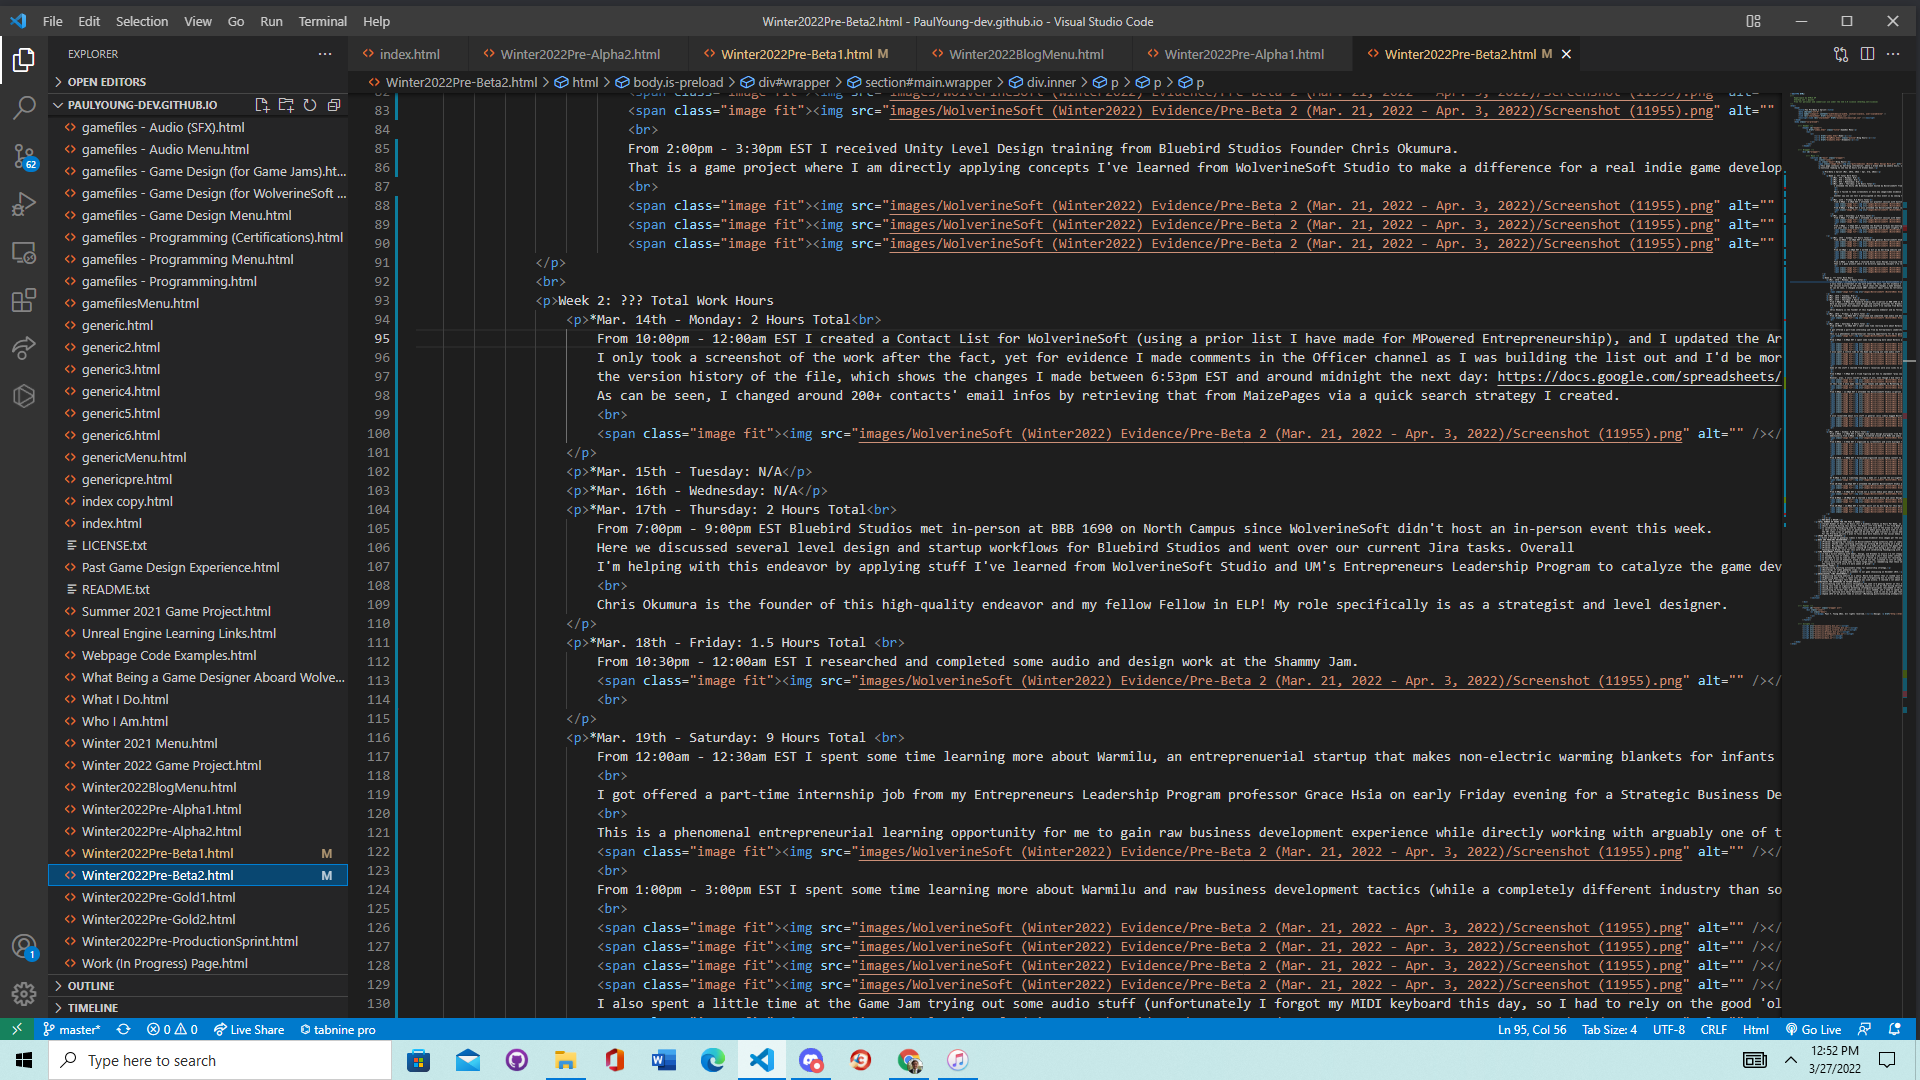 File Edit Selection View Go Run Terminal Help
Winter2022Pre-Beta2.html - PaulYoung-dev.github.io - Visual Studio Code
EXPLORER
index.html
Winter2022Pre-Alpha2.html
Winter2022Pre-Beta1.html M
Winter2022BlogMenu.html
Winter2022Pre-Alpha1.html
Winter2022Pre-Beta2.html M
OPEN EDITORS
PAULYOUNG-DEV.GITHUB.IO
gamefiles - Audio (SFX).html
gamefiles - Audio Menu.html
gamefiles - Game Design (for Game Jams).ht...
gamefiles - Game Design (for WolverineSoft ...
gamefiles - Game Design Menu.html
gamefiles - Programming (Certifications).html
gamefiles - Programming Menu.html
gamefiles - Programming.html
gamefilesMenu.html
generic.html
generic2.html
generic3.html
generic4.html
generic5.html
generic6.html
genericMenu.html
genericpre.html
index copy.html
index.html
LICENSE.txt
Past Game Design Experience.html
README.txt
Summer 2021 Game Project.html
Unreal Engine Learning Links.html
Webpage Code Examples.html
What Being a Game Designer Aboard Wolve...
What I Do.html
Who I Am.html
Winter 2021 Menu.html
Winter 2022 Game Project.html
Winter2022BlogMenu.html
Winter2022Pre-Alpha1.html
Winter2022Pre-Alpha2.html
Winter2022Pre-Beta1.html M
Winter2022Pre-Beta2.html M
Winter2022Pre-Gold1.html
Winter2022Pre-Gold2.html
Winter2022Pre-ProductionSprint.html
Work (In Progress) Page.html
OUTLINE
TIMELINE
62
1
Winter2022Pre-Beta2.html > html > body.is-preload > div#wrapper > section#main.wrapper > div.inner > p > p > p
83 <span class="image fit"><img src="images/WolverineSoft (Winter2022) Evidence/Pre-Beta 2 (Mar. 21, 2022 - Apr. 3, 2022)/Screenshot (11955).png" alt=""
84 <br>
85 From 2:00pm - 3:30pm EST I received Unity Level Design training from Bluebird Studios Founder Chris Okumura.
86 That is a game project where I am directly applying concepts I've learned from WolverineSoft Studio to make a difference for a real indie game develop
87 <br>
88 <span class="image fit"><img src="images/WolverineSoft (Winter2022) Evidence/Pre-Beta 2 (Mar. 21, 2022 - Apr. 3, 2022)/Screenshot (11955).png" alt=""
89 <span class="image fit"><img src="images/WolverineSoft (Winter2022) Evidence/Pre-Beta 2 (Mar. 21, 2022 - Apr. 3, 2022)/Screenshot (11955).png" alt=""
90 <span class="image fit"><img src="images/WolverineSoft (Winter2022) Evidence/Pre-Beta 2 (Mar. 21, 2022 - Apr. 3, 2022)/Screenshot (11955).png" alt=""
91 </p>
92 <br>
93 <p>Week 2: ??? Total Work Hours
94 <p>*Mar. 14th - Monday: 2 Hours Total<br>
95 From 10:00pm - 12:00am EST I created a Contact List for WolverineSoft (using a prior list I have made for MPowered Entrepreneurship), and I updated the Ar
96 I only took a screenshot of the work after the fact, yet for evidence I made comments in the Officer channel as I was building the list out and I'd be mor
97 the version history of the file, which shows the changes I made between 6:53pm EST and around midnight the next day: https://docs.google.com/spreadsheets/
98 As can be seen, I changed around 200+ contacts' email infos by retrieving that from MaizePages via a quick search strategy I created.
99 <br>
100 <span class="image fit"><img src="images/WolverineSoft (Winter2022) Evidence/Pre-Beta 2 (Mar. 21, 2022 - Apr. 3, 2022)/Screenshot (11955).png" alt="" /></
101 </p>
102 <p>*Mar. 15th - Tuesday: N/A</p>
103 <p>*Mar. 16th - Wednesday: N/A</p>
104 <p>*Mar. 17th - Thursday: 2 Hours Total<br>
105 From 7:00pm - 9:00pm EST Bluebird Studios met in-person at BBB 1690 on North Campus since WolverineSoft didn't host an in-person event this week.
106 Here we discussed several level design and startup workflows for Bluebird Studios and went over our current Jira tasks. Overall
107 I'm helping with this endeavor by applying stuff I've learned from WolverineSoft Studio and UM's Entrepreneurs Leadership Program to catalyze the game dev
108 <br>
109 Chris Okumura is the founder of this high-quality endeavor and my fellow Fellow in ELP! My role specifically is as a strategist and level designer.
110 </p>
111 <p>*Mar. 18th - Friday: 1.5 Hours Total <br>
112 From 10:30pm - 12:00am EST I researched and completed some audio and design work at the Shammy Jam.
113 <span class="image fit"><img src="images/WolverineSoft (Winter2022) Evidence/Pre-Beta 2 (Mar. 21, 2022 - Apr. 3, 2022)/Screenshot (11955).png" alt="" /></
114 <br>
115 </p>
116 <p>*Mar. 19th - Saturday: 9 Hours Total <br>
117 From 12:00am - 12:30am EST I spent some time learning more about Warmilu, an entreprenuerial startup that makes non-electric warming blankets for infants
118 <br>
119 I got offered a part-time internship job from my Entrepreneurs Leadership Program professor Grace Hsia on early Friday evening for a Strategic Business De
120 <br>
121 This is a phenomenal entrepreneurial learning opportunity for me to gain raw business development experience while directly working with arguably one of t
122 <span class="image fit"><img src="images/WolverineSoft (Winter2022) Evidence/Pre-Beta 2 (Mar. 21, 2022 - Apr. 3, 2022)/Screenshot (11955).png" alt="" /></
123 <br>
124 From 1:00pm - 3:00pm EST I spent some time learning more about Warmilu and raw business development tactics (while a completely different industry than so
125 <br>
126 <span class="image fit"><img src="images/WolverineSoft (Winter2022) Evidence/Pre-Beta 2 (Mar. 21, 2022 - Apr. 3, 2022)/Screenshot (11955).png" alt="" /></
127 <span class="image fit"><img src="images/WolverineSoft (Winter2022) Evidence/Pre-Beta 2 (Mar. 21, 2022 - Apr. 3, 2022)/Screenshot (11955).png" alt="" /></
128 <span class="image fit"><img src="images/WolverineSoft (Winter2022) Evidence/Pre-Beta 2 (Mar. 21, 2022 - Apr. 3, 2022)/Screenshot (11955).png" alt="" /></
129 <span class="image fit"><img src="images/WolverineSoft (Winter2022) Evidence/Pre-Beta 2 (Mar. 21, 2022 - Apr. 3, 2022)/Screenshot (11955).png" alt="" /></
130 I also spent a little time at the Game Jam trying out some audio stuff (unfortunately I forgot my MIDI keyboard this day, so I had to rely on the good 'ol
master* 0 0 Live Share tabnine pro
Ln 95, Col 56 Tab Size: 4 UTF-8 CRLF Html Go Live
Type here to search
12:52 PM
3/27/2022